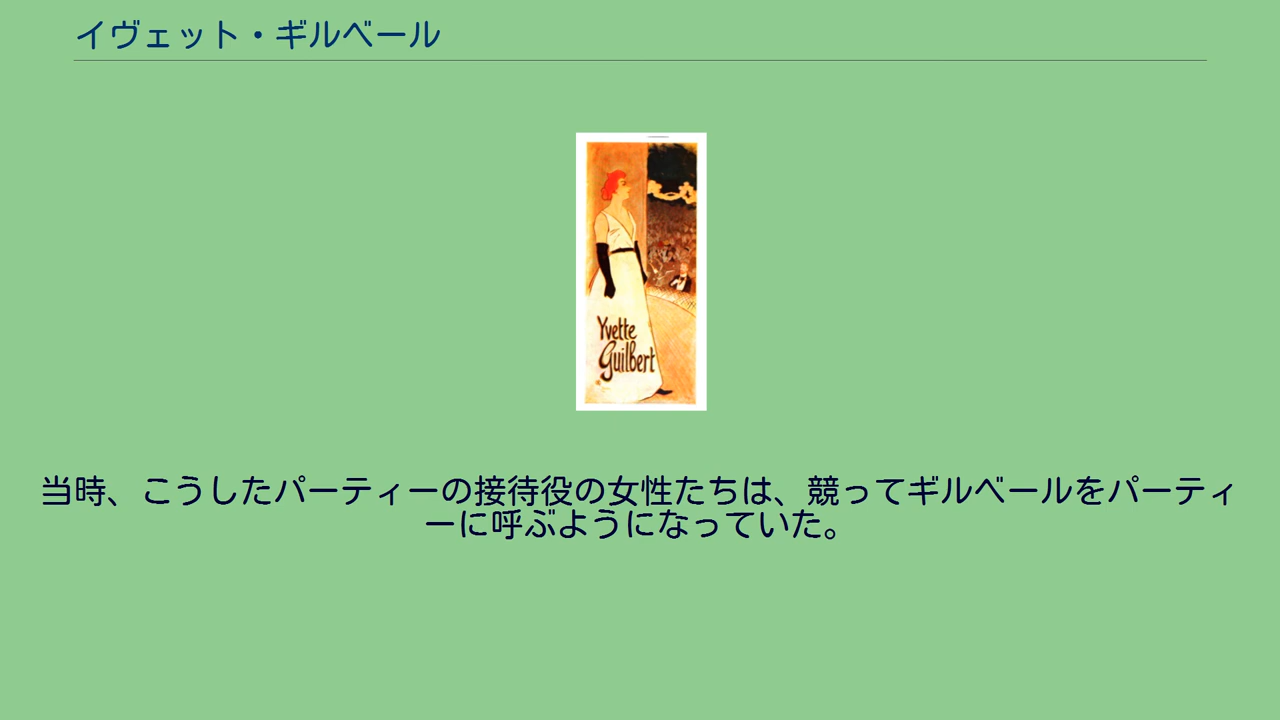 イヴェット・ギルベール
Yvette
Guilbert
当時、こうしたパーティーの接待役の女性たちは、競ってギルベールをパーティ
ーに呼ぶようになっていた。